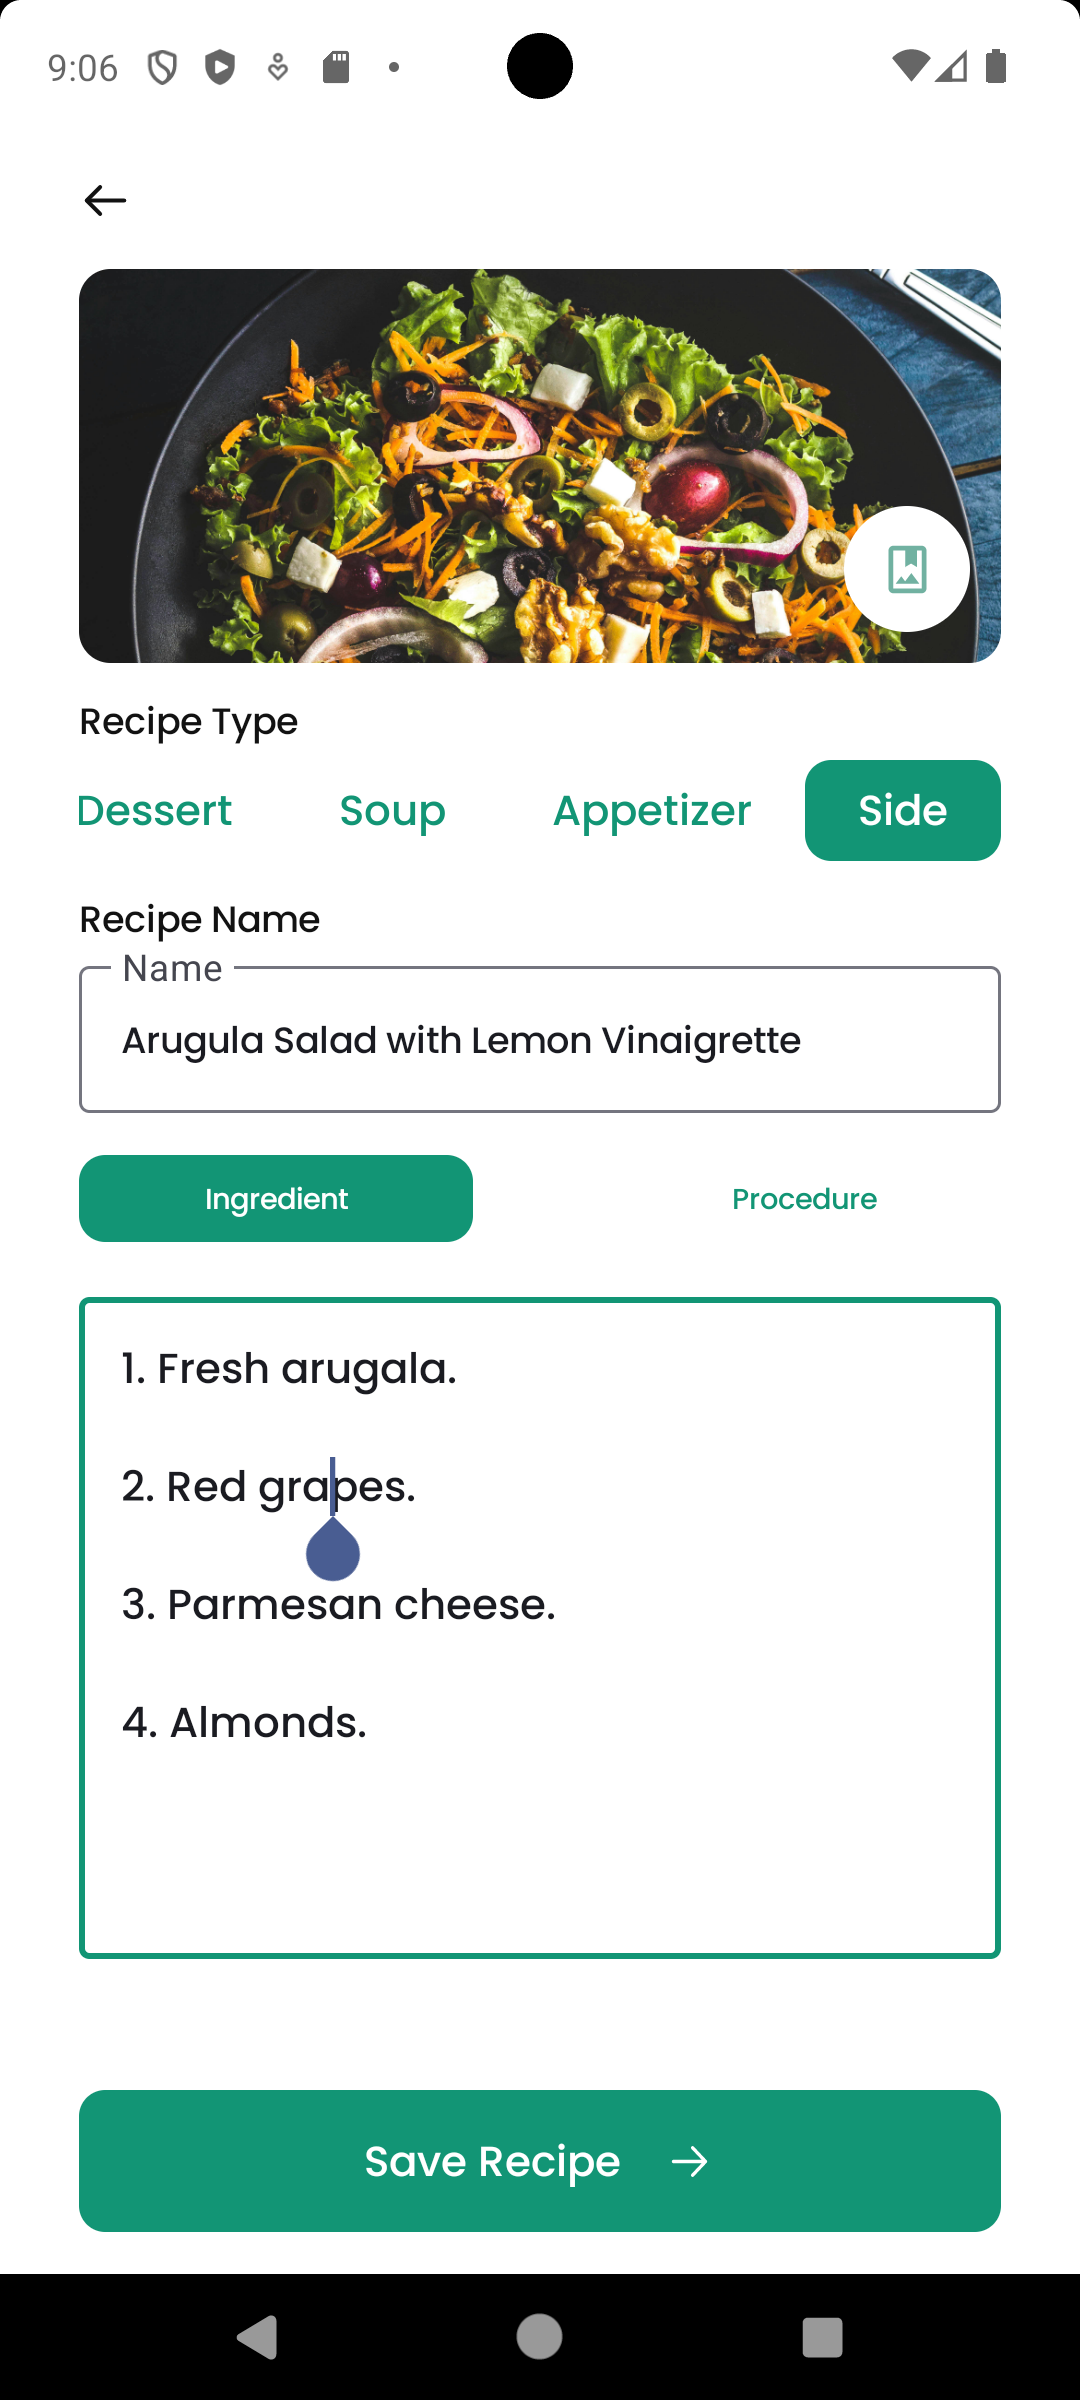 9:06
Recipe Type
Dessert Soup Appetizer Side
Recipe Name
Name
Arugula Salad with Lemon Vinaigrette
Ingredient Procedure
1. Fresh arugala.
2. Red grapes.
3. Parmesan cheese.
4. Almonds.
Save Recipe